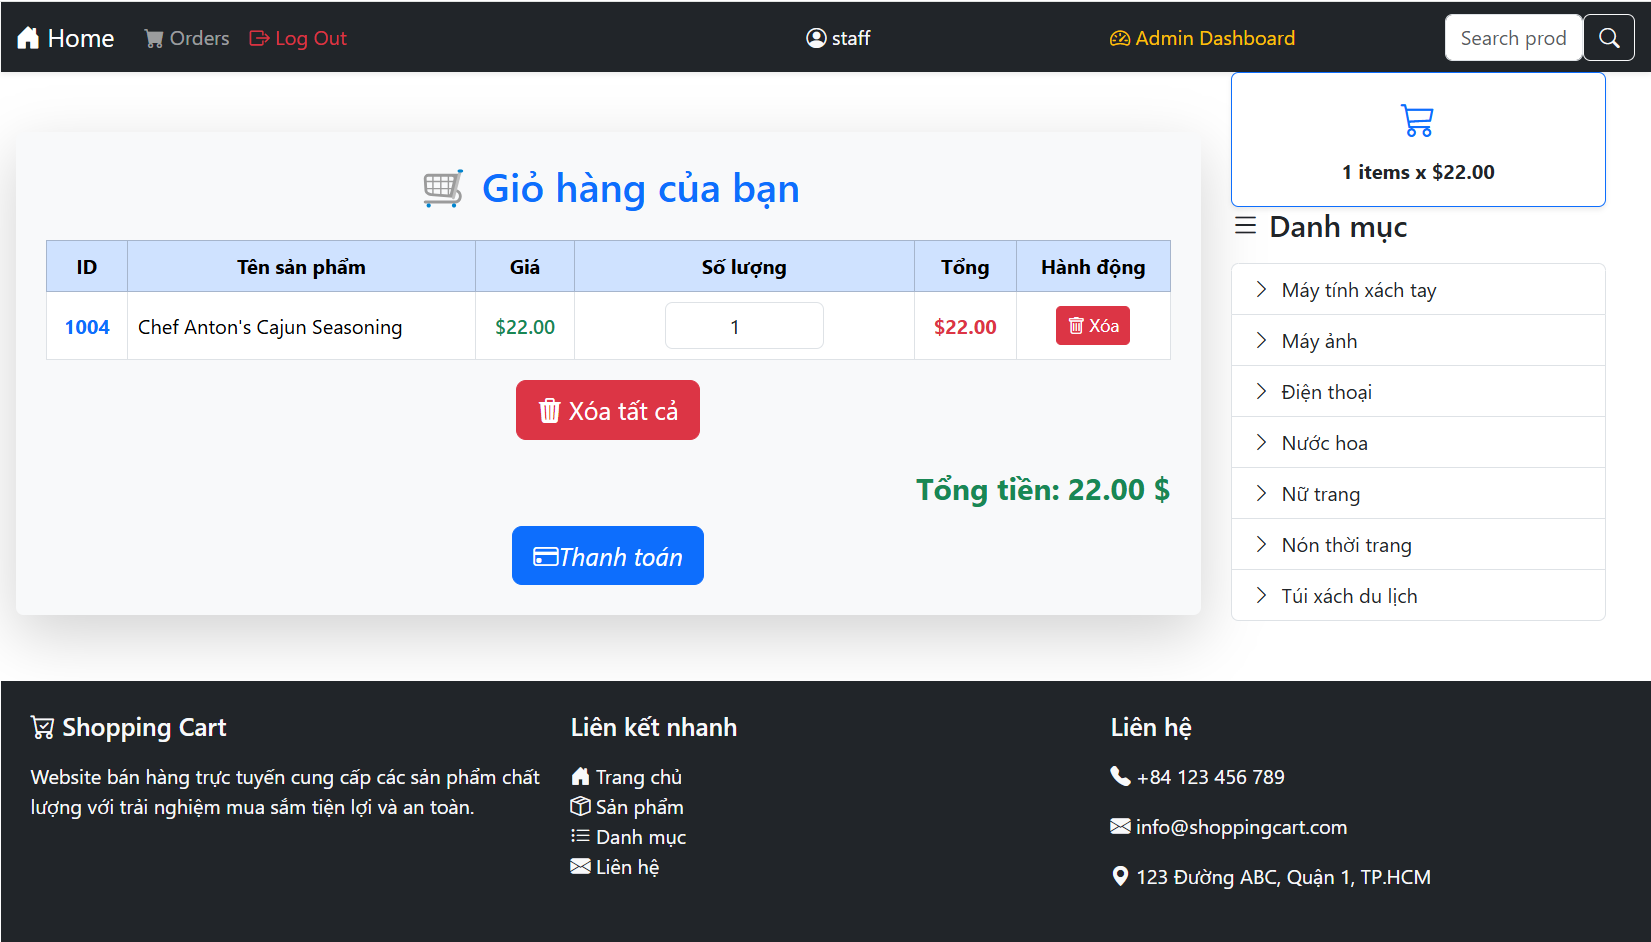 Home Orders Log Out staff Admin Dashboard Search prod
1 items x $22.00
Giỏ hàng của bạn
ID Tên sản phẩm Giá Số lượng Tổng Hành động
1004 Chef Anton's Cajun Seasoning $22.00 1 $22.00 Xóa
Xóa tất cả
Tổng tiền: 22.00 $
Thanh toán
Danh mục
Máy tính xách tay
Máy ảnh
Điện thoại
Nước hoa
Nữ trang
Nón thời trang
Túi xách du lịch
Shopping Cart
Website bán hàng trực tuyến cung cấp các sản phẩm chất
lượng với trải nghiệm mua sắm tiện lợi và an toàn.
Liên kết nhanh
Trang chủ
Sản phẩm
Danh mục
Liên hệ
Liên hệ
+84 123 456 789
info@shoppingcart.com
123 Đường ABC, Quận 1, TP.HCM